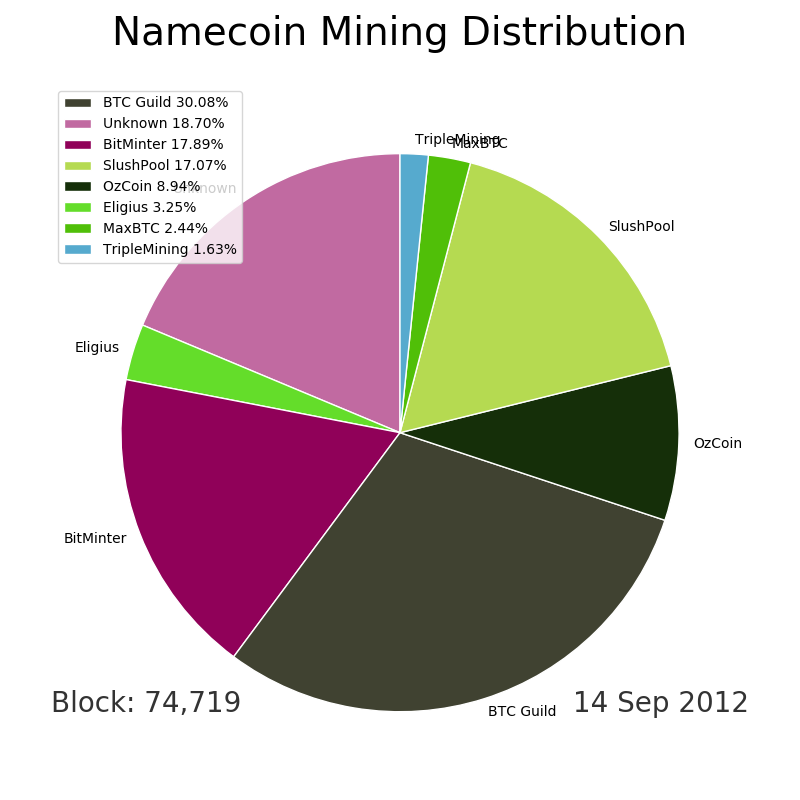 Namecoin Mining Distribution
BTC Guild 30.08%
Unknown 18.70%
BitMinter 17.89%
SlushPool 17.07%
OzCoin 8.94%
Eligius 3.25%
MaxBTC 2.44%
TripleMining 1.63%
TripleMining
MaxBTC
Unknown
SlushPool
Eligius
OzCoin
BitMinter
BTC Guild
Block: 74,719
14 Sep 2012